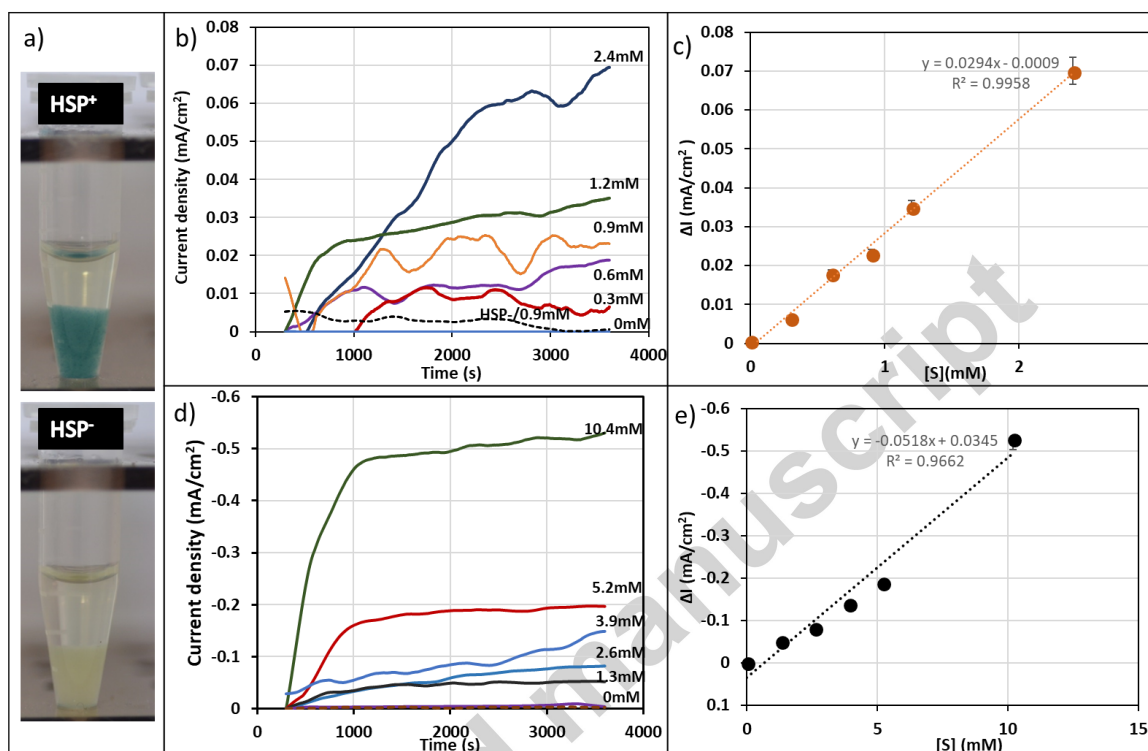 a)
HSP⁺
HSP⁻
b)
Current density (mA/cm²)
0.08
0.07
0.06
0.05
0.04
0.03
0.02
0.01
0
2.4mM
1.2mM
0.9mM
0.6mM
0.3mM
HSP-/0.9mM
0mM
0 1000 2000 3000 4000
Time (s)
c)
ΔI (mA/cm²)
0.08
0.07
0.06
0.05
0.04
0.03
0.02
0.01
0
y = 0.0294x - 0.0009
R² = 0.9958
0 1 2
[S](mM)
d)
Current density (mA/cm²)
-0.6
-0.5
-0.4
-0.3
-0.2
-0.1
0
10.4mM
5.2mM
3.9mM
2.6mM
1.3mM
0mM
0 1000 2000 3000 4000
Time (s)
e)
ΔI (mA/cm²)
-0.6
-0.5
-0.4
-0.3
-0.2
-0.1
0
0.1
y = -0.0518x + 0.0345
R² = 0.9662
0 5 10 15
[S] (mM)
manuscript